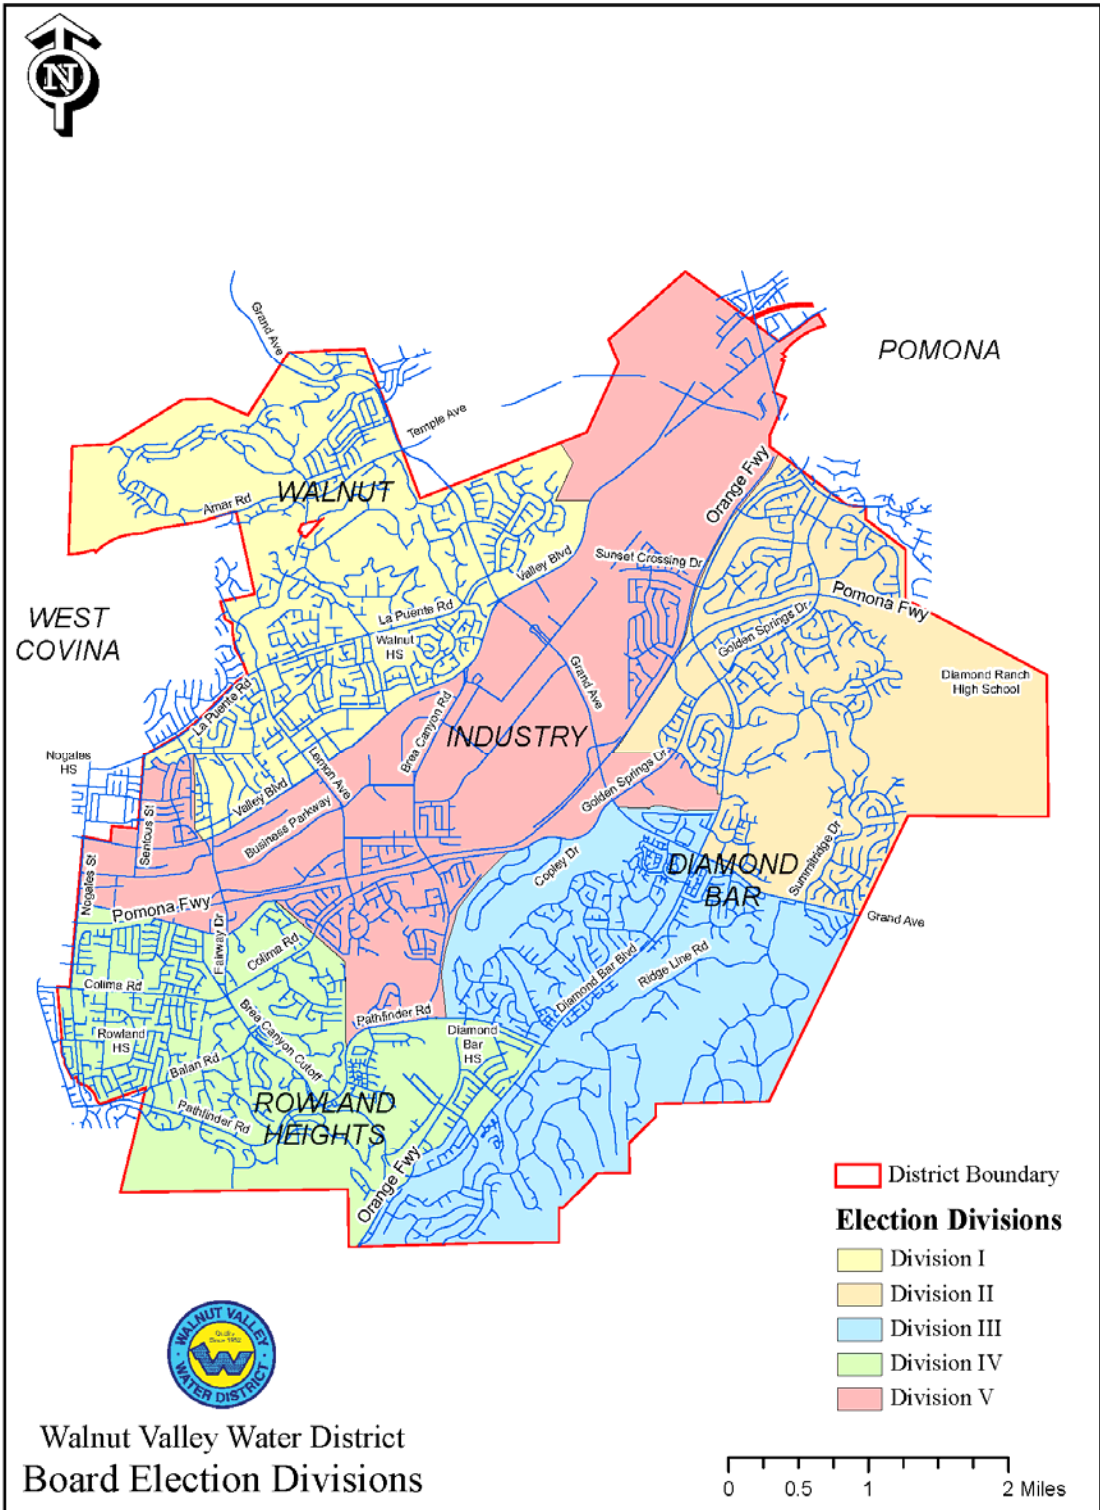 N
Grand Ave
POMONA
Temple Ave
Orange Fwy
WALNUT
Amar Rd
Valley Blvd
Sunset Crossing Dr
WEST
COVINA
La Puente Rd
Pomona Fwy
Golden Springs Dr
Walnut
HS
Grand Ave
Diamond Ranch
High School
La Puente Rd
Brea Canyon Rd
INDUSTRY
Nogales
HS
Lemon Ave
Golden Springs Dr
Valley Blvd
Business Parkway
Sentous St
Copley Dr
DIAMOND
BAR
Summitridge Dr
Nogales St
Pomona Fwy
Grand Ave
Fairway Dr
Colima Rd
Diamond Bar Blvd
Ridge Line Rd
Colima Rd
Brea Canyon Cutoff
Pathfinder Rd
Rowland
HS
Diamond
Bar
HS
Balan Rd
ROWLAND
HEIGHTS
Pathfinder Rd
Orange Fwy
District Boundary
Election Divisions
Division I
Division II
Division III
Division IV
Division V
WALNUT VALLEY
Quality
Since 1952
W
WATER DISTRICT
Walnut Valley Water District
Board Election Divisions
0 0.5 1 2 Miles